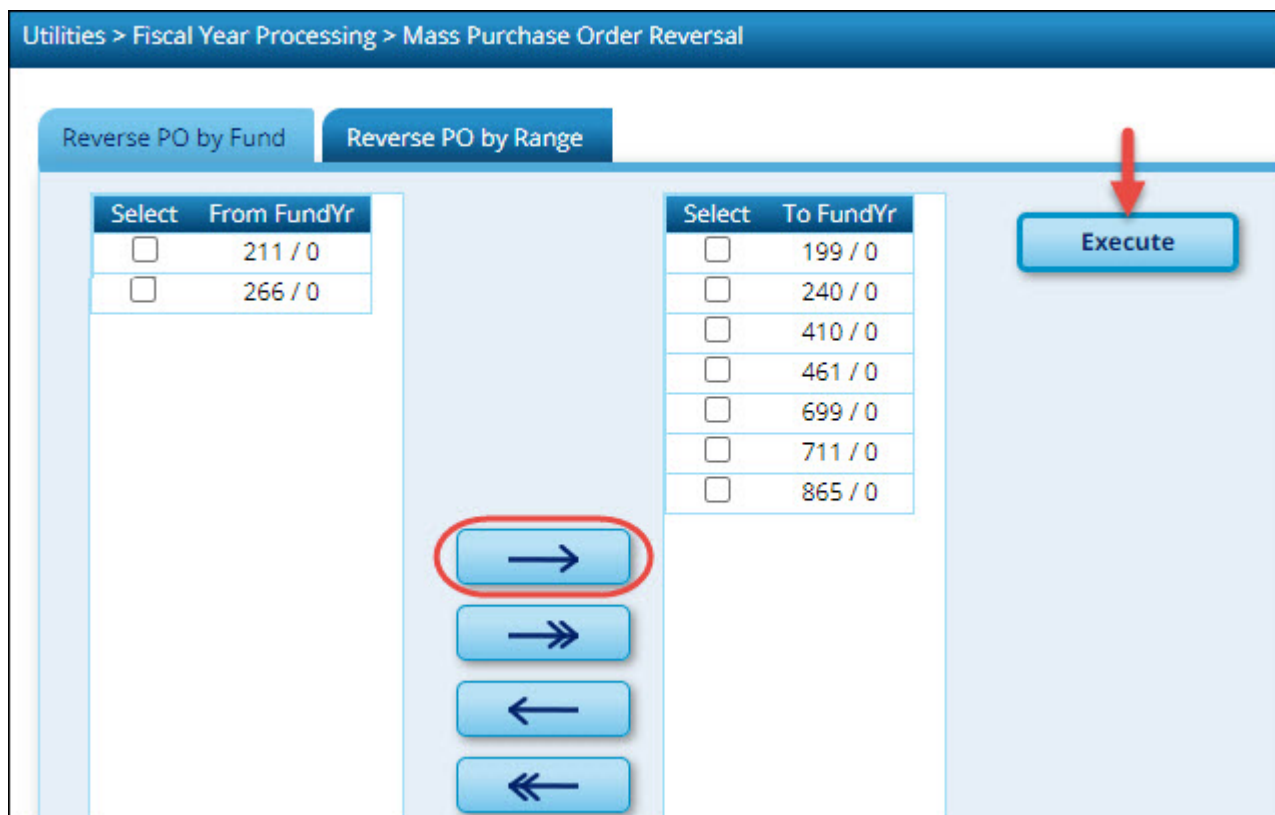 Utilities > Fiscal Year Processing > Mass Purchase Order Reversal
Reverse PO by Fund Reverse PO by Range
Select From FundYr
211 / 0
266 / 0
Select To FundYr
199 / 0
240 / 0
410 / 0
461 / 0
699 / 0
711 / 0
865 / 0
Execute